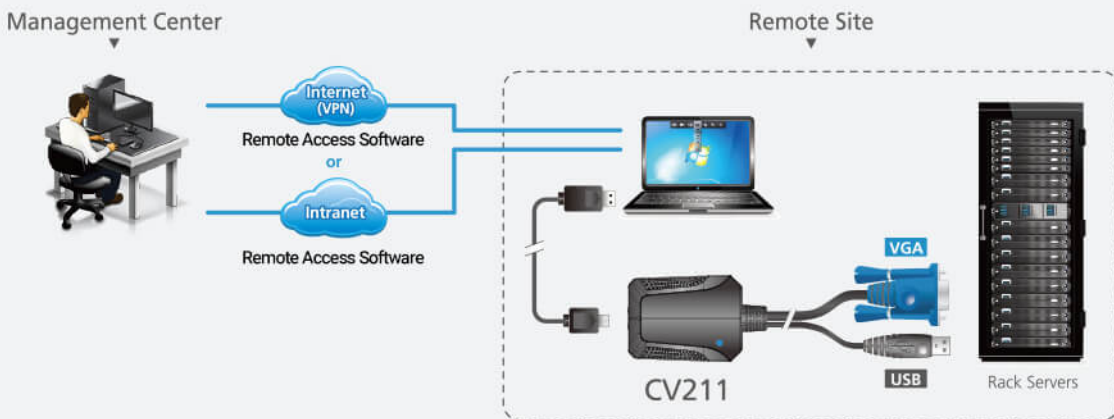 Management Center
Remote Site
Internet
(VPN)
Remote Access Software
or
Intranet
Remote Access Software
VGA
USB
CV211
Rack Servers